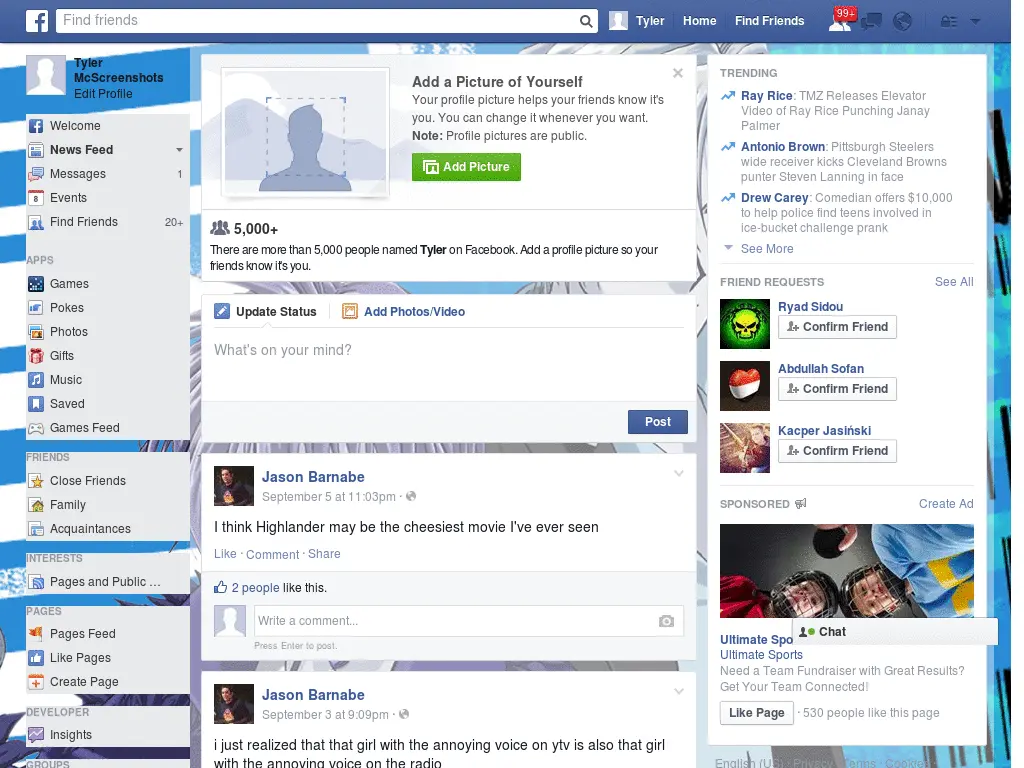 Find friends
Tyler
Home
Find Friends
99+
Tyler
McScreenshots
Edit Profile
Welcome
News Feed
Messages 1
Events
Find Friends 20+
APPS
Games
Pokes
Photos
Gifts
Music
Saved
Games Feed
FRIENDS
Close Friends
Family
Acquaintances
INTERESTS
Pages and Public ...
PAGES
Pages Feed
Like Pages
Create Page
DEVELOPER
Insights
GROUPS
Add a Picture of Yourself
Your profile picture helps your friends know it's
you. You can change it whenever you want.
Note: Profile pictures are public.
Add Picture
5,000+
There are more than 5,000 people named Tyler on Facebook. Add a profile picture so your
friends know it's you.
Update Status
Add Photos/Video
What's on your mind?
Post
Jason Barnabe
September 5 at 11:03pm ·
I think Highlander may be the cheesiest movie I've ever seen
Like · Comment · Share
2 people like this.
Write a comment...
Press Enter to post.
Jason Barnabe
September 3 at 9:09pm ·
i just realized that that girl with the annoying voice on ytv is also that girl
with the annoying voice on the radio
TRENDING
Ray Rice: TMZ Releases Elevator
Video of Ray Rice Punching Janay
Palmer
Antonio Brown: Pittsburgh Steelers
wide receiver kicks Cleveland Browns
punter Steven Lanning in face
Drew Carey: Comedian offers $10,000
to help police find teens involved in
ice-bucket challenge prank
See More
FRIEND REQUESTS See All
Ryad Sidou
Confirm Friend
Abdullah Sofan
Confirm Friend
Kacper Jasiński
Confirm Friend
SPONSORED Create Ad
Ultimate Spo
Chat
Ultimate Sports
Need a Team Fundraiser with Great Results?
Get Your Team Connected!
Like Page · 530 people like this page
English (US) · Privacy · Terms · Cookies ·